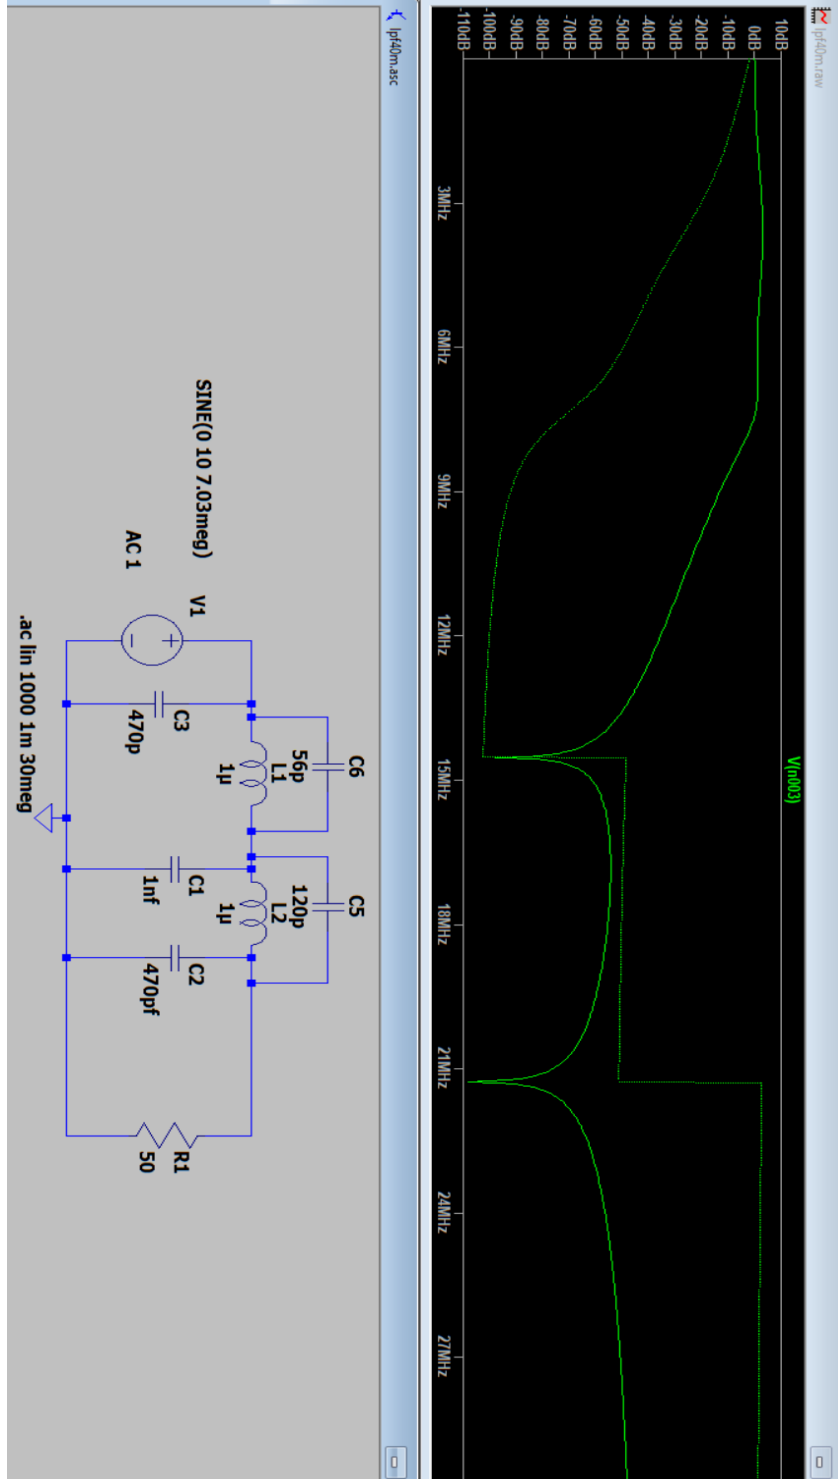 lpf40m.raw
V(n003)
10dB
0dB
-10dB
-20dB
-30dB
-40dB
-50dB
-60dB
-70dB
-80dB
-90dB
-100dB
-110dB
3MHz
6MHz
9MHz
12MHz
15MHz
18MHz
21MHz
24MHz
27MHz
lpf40m.asc
C6
56p
L1
1µ
C5
120p
L2
1µ
SINE(0 10 7.03meg)
V1
AC 1
C3
470p
C1
1nf
C2
470pf
R1
50
.ac lin 1000 1m 30meg